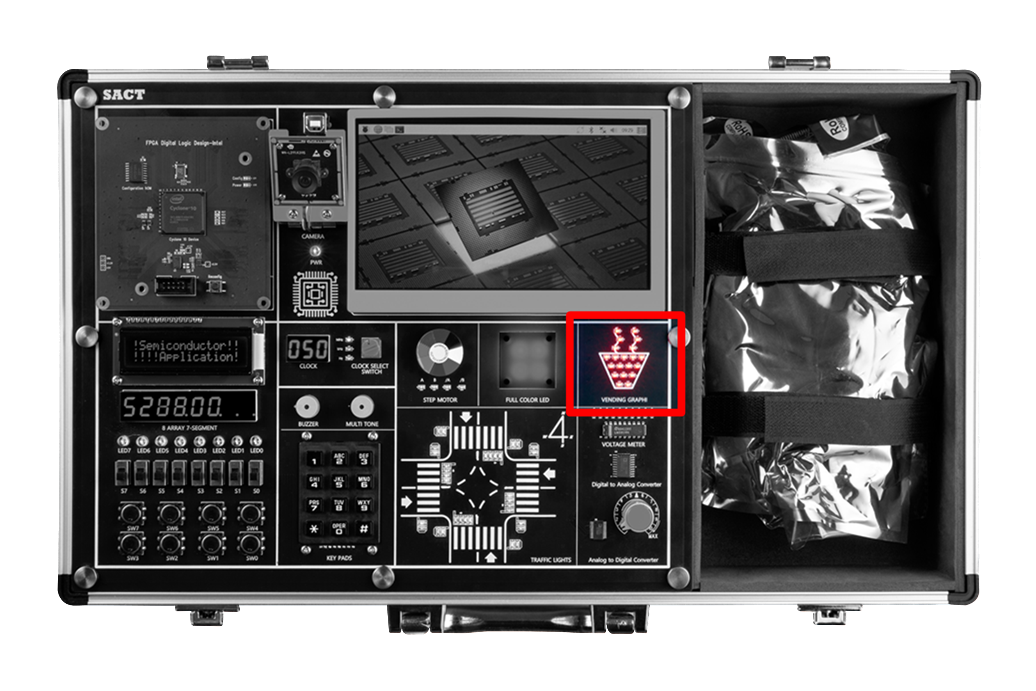 SACT
FPGA Digital Logic Design-Intel
CAMERA
PWR
!Semiconductor!!
!!!!Application!
5288.00.
8 ARRAY 7-SEGMENT
LED7 LED6 LED5 LED4 LED3 LED2 LED1 LED0
S7 S6 S5 S4 S3 S2 S1 S0
SW7 SW6 SW5 SW4
SW3 SW2 SW1 SW0
050
CLOCK
CLOCK SELECT
SWITCH
BUZZER
MULTI TONE
1 ABC 2 DEF 3
GHI 4 JKL 5 MNO 6
PRS 7 TUV 8 WXY 9
* OPER 0 #
KEY PADS
STEP MOTOR
FULL COLOR LED
VENDING GRAPHI
4
TRAFFIC LIGHTS
VOLTAGE METER
Digital to Analog Converter
MAX
Analog to Digital Converter
RoHS